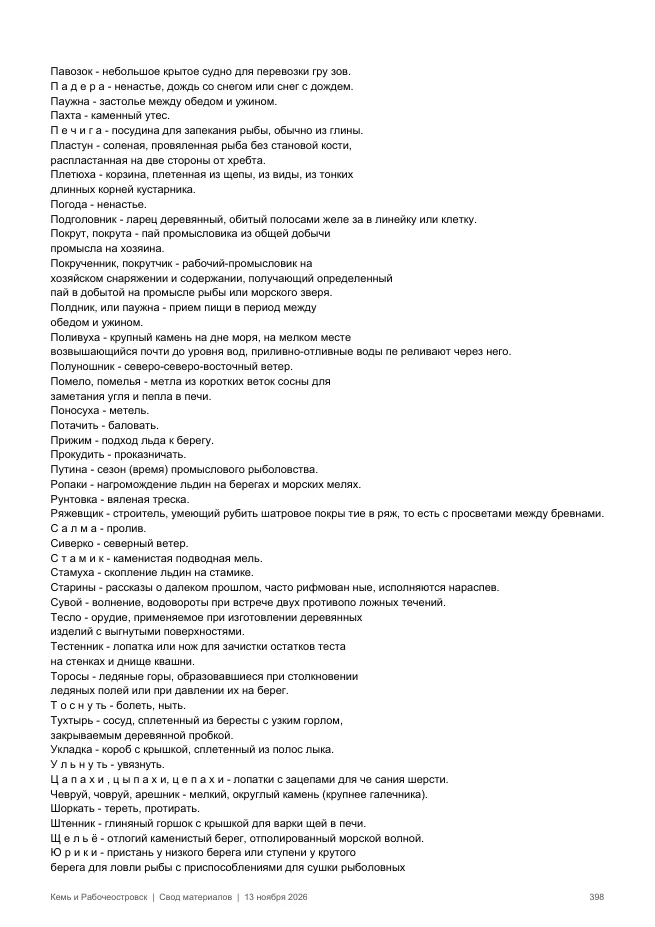 Павозок - небольшое крытое судно для перевозки гру зов.
П а д е р а - ненастье, дождь со снегом или снег с дождем.
Паужна - застолье между обедом и ужином.
Пахта - каменный утес.
П е ч и г а - посудина для запекания рыбы, обычно из глины.
Пластун - соленая, провяленная рыба без становой кости,
распластанная на две стороны от хребта.
Плетюха - корзина, плетенная из щепы, из виды, из тонких
длинных корней кустарника.
Погода - ненастье.
Подголовник - ларец деревянный, обитый полосами желе за в линейку или клетку.
Покрут, покрута - пай промысловика из общей добычи
промысла на хозяина.
Покрученник, покрутчик - рабочий-промысловик на
хозяйском снаряжении и содержании, получающий определенный
пай в добытой на промысле рыбы или морского зверя.
Полдник, или паужна - прием пищи в период между
обедом и ужином.
Поливуха - крупный камень на дне моря, на мелком месте
возвышающийся почти до уровня вод, приливно-отливные воды пе реливают через него.
Полуношник - северо-северо-восточный ветер.
Помело, помелья - метла из коротких веток сосны для
заметания угля и пепла в печи.
Поносуха - метель.
Потачить - баловать.
Прижим - подход льда к берегу.
Прокудить - проказничать.
Путина - сезон (время) промыслового рыболовства.
Ропаки - нагромождение льдин на берегах и морских мелях.
Рунтовка - вяленая треска.
Ряжевщик - строитель, умеющий рубить шатровое покры тие в ряж, то есть с просветами между бревнами.
С а л м а - пролив.
Сиверко - северный ветер.
С т а м и к - каменистая подводная мель.
Стамуха - скопление льдин на стамике.
Старины - рассказы о далеком прошлом, часто рифмован ные, исполняются нараспев.
Сувой - волнение, водовороты при встрече двух противопо ложных течений.
Тесло - орудие, применяемое при изготовлении деревянных
изделий с выгнутыми поверхностями.
Тестенник - лопатка или нож для зачистки остатков теста
на стенках и днище квашни.
Торосы - ледяные горы, образовавшиеся при столкновении
ледяных полей или при давлении их на берег.
Т о с н у ть - болеть, ныть.
Тухтырь - сосуд, сплетенный из бересты с узким горлом,
закрываемым деревянной пробкой.
Укладка - короб с крышкой, сплетенный из полос лыка.
У л ь н у ть - увязнуть.
Ц а п а х и , ц ы п а х и, ц е п а х и - лопатки с зацепами для че сания шерсти.
Чевруй, човруй, арешник - мелкий, округлый камень (крупнее галечника).
Шоркать - тереть, протирать.
Штенник - глиняный горшок с крышкой для варки щей в печи.
Щ е л ь ё - отлогий каменистый берег, отполированный морской волной.
Ю р и к и - пристань у низкого берега или ступени у крутого
берега для ловли рыбы с приспособлениями для сушки рыболовных
Кемь и Рабочеостровск | Свод материалов | 13 ноября 2026 398